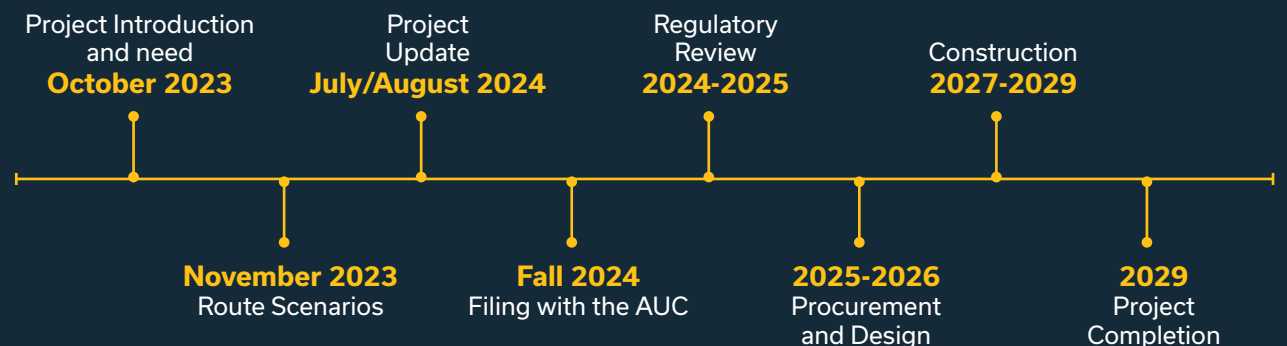 Project Introduction
and need
October 2023
November 2023
Route Scenarios
Project
Update
July/August 2024
Fall 2024
Filing with the AUC
Regulatory
Review
2024-2025
2025-2026
Procurement
and Design
Construction
2027-2029
2029
Project
Completion